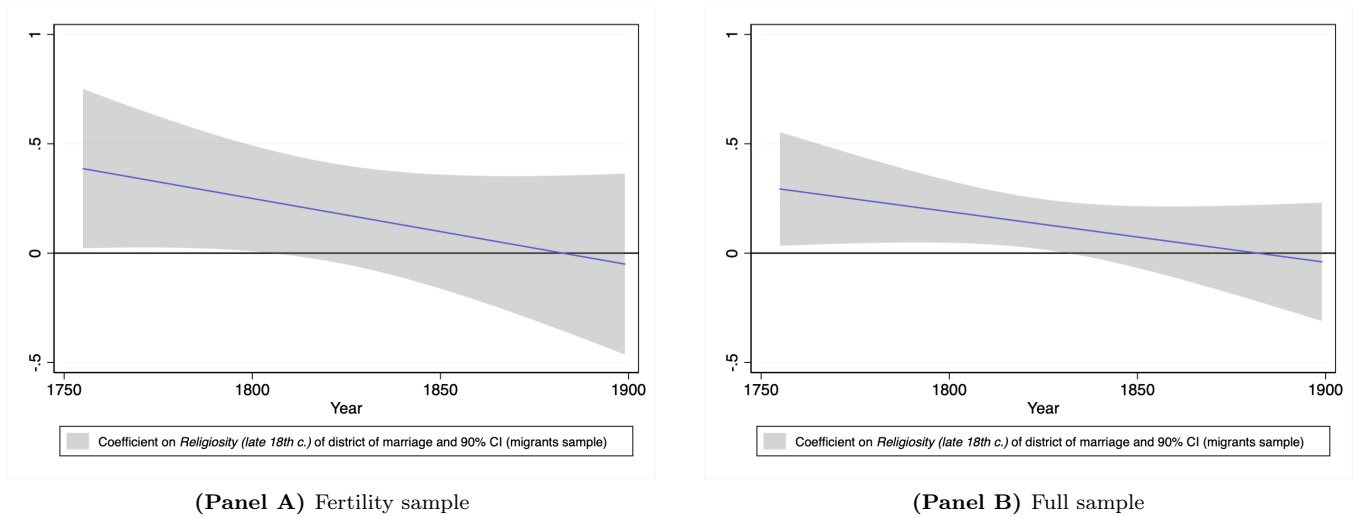 1
.5
0
-.5
1750
1800
1850
1900
Year
Coefficient on Religiosity (late 18th c.) of district of marriage and 90% CI (migrants sample)
(Panel A) Fertility sample
1
.5
0
-.5
1750
1800
1850
1900
Year
Coefficient on Religiosity (late 18th c.) of district of marriage and 90% CI (migrants sample)
(Panel B) Full sample